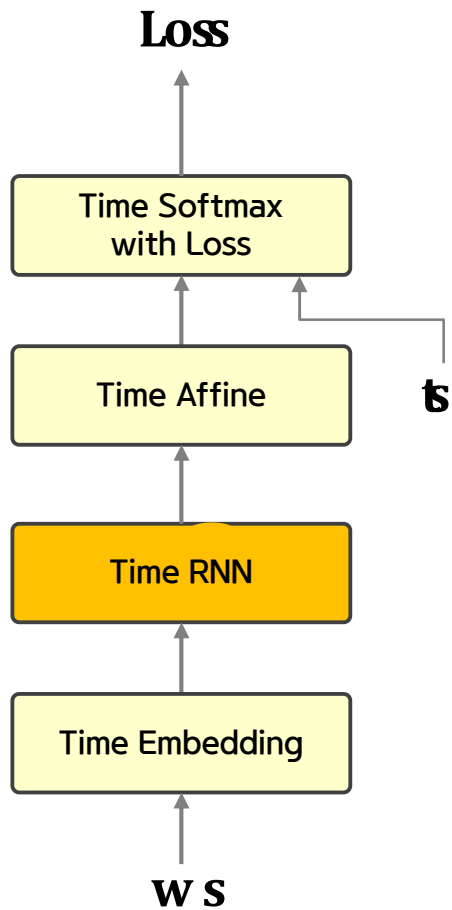 Loss
Time Softmax
with Loss
Time Affine
ts
Time RNN
Time Embedding
w s